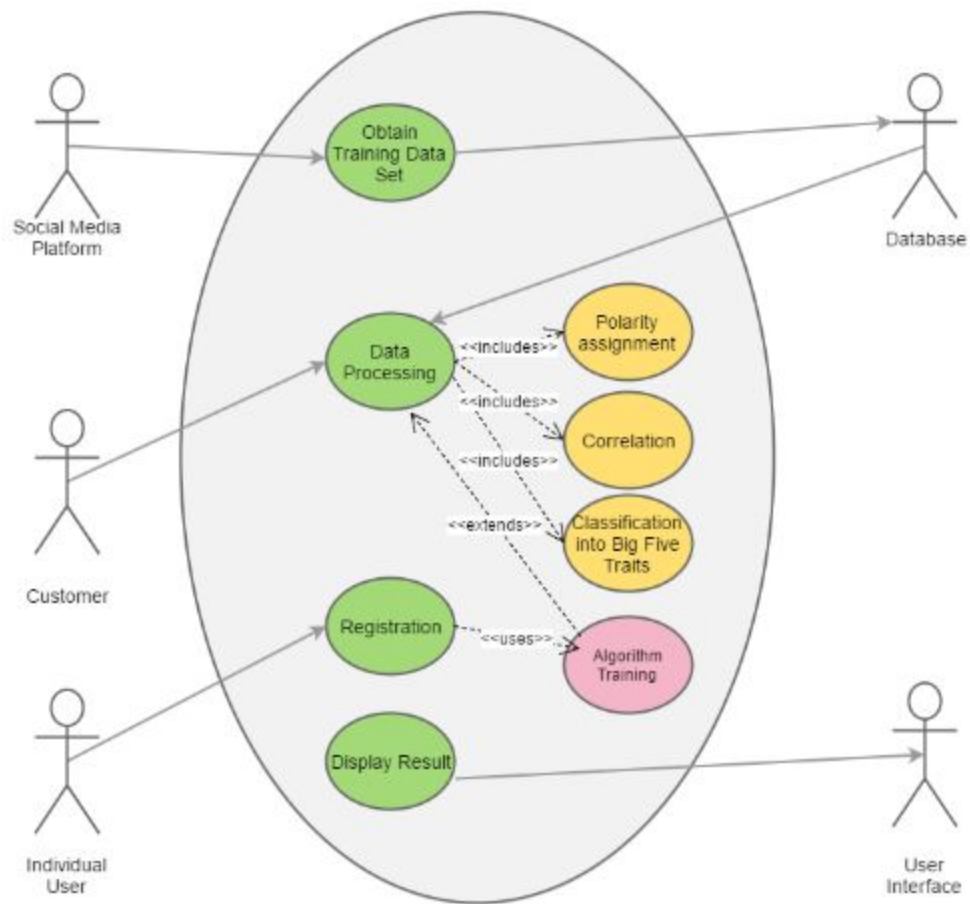 Obtain
Training Data
Set
Social Media
Platform
Database
Polarity
assignment
<<includes>>
Data
Processing
<<includes>>
Correlation
<<includes>>
Classification
into Big Five
Traits
<<extends>>
Customer
Registration
<<uses>>
Algorithm
Training
Display Result
Individual
User
User
Interface